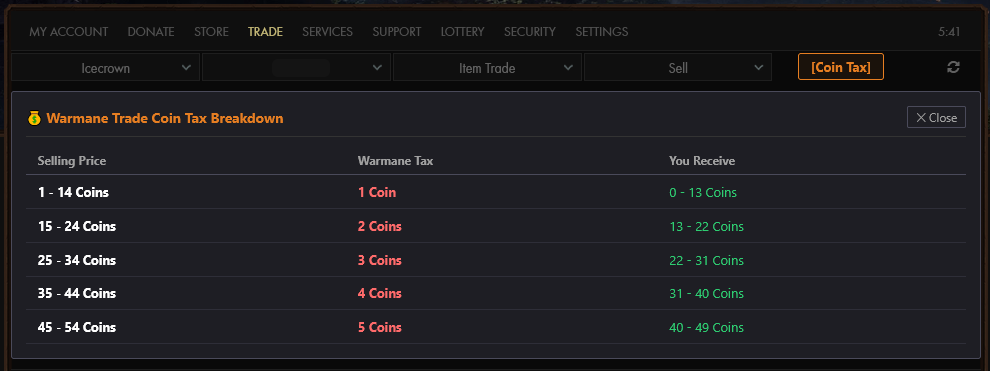 MY ACCOUNT DONATE STORE TRADE SERVICES SUPPORT LOTTERY SECURITY SETTINGS 5:41
Icecrown Item Trade Sell [Coin Tax]
Warmane Trade Coin Tax Breakdown × Close
Selling Price Warmane Tax You Receive
1 - 14 Coins 1 Coin 0 - 13 Coins
15 - 24 Coins 2 Coins 13 - 22 Coins
25 - 34 Coins 3 Coins 22 - 31 Coins
35 - 44 Coins 4 Coins 31 - 40 Coins
45 - 54 Coins 5 Coins 40 - 49 Coins